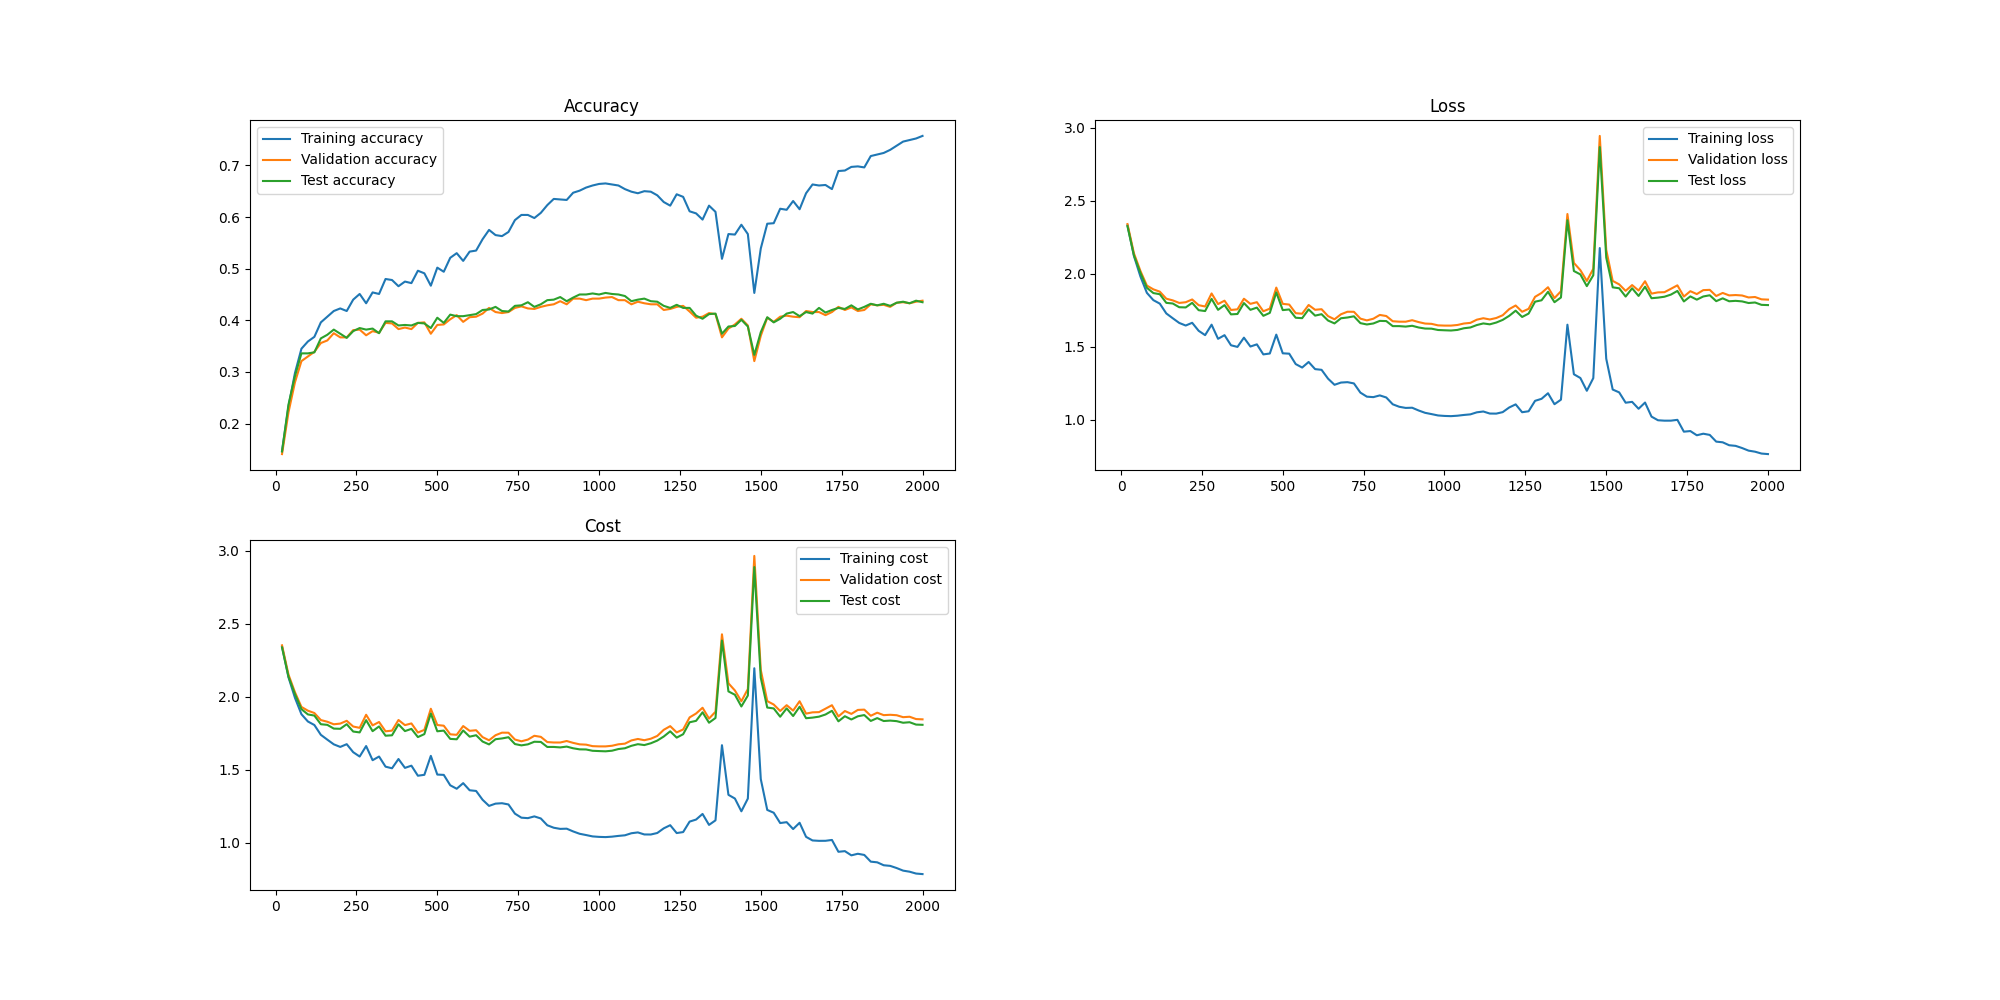 Accuracy
Training accuracy
Validation accuracy
Test accuracy
0.7
0.6
0.5
0.4
0.3
0.2
0 250 500 750 1000 1250 1500 1750 2000
Loss
Training loss
Validation loss
Test loss
3.0
2.5
2.0
1.5
1.0
0 250 500 750 1000 1250 1500 1750 2000
Cost
Training cost
Validation cost
Test cost
3.0
2.5
2.0
1.5
1.0
0 250 500 750 1000 1250 1500 1750 2000